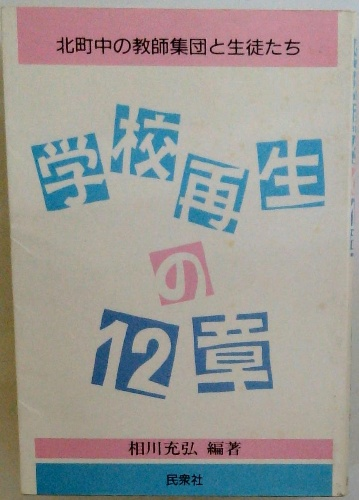 北町中の教師集団と生徒たち
学校再生
の
12章
相川充弘 編著
民衆社